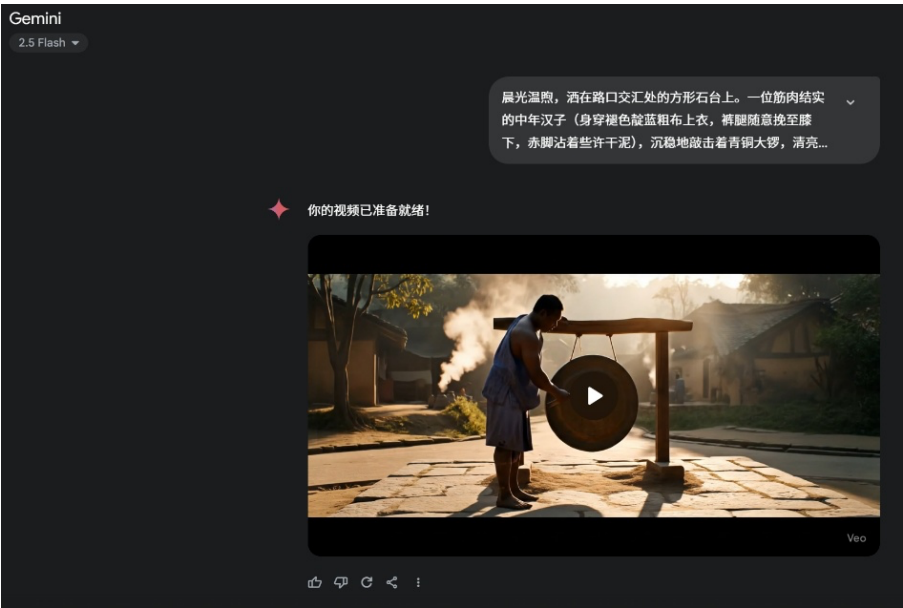 Gemini
2.5 Flash
晨光温煦，洒在路口交汇处的方形石台上。一位筋肉结实
的中年汉子（身穿褪色靛蓝粗布上衣，裤腿随意挽至膝
下，赤脚沾着些许干泥），沉稳地敲击着青铜大锣，清亮...
你的视频已准备就绪！
Veo